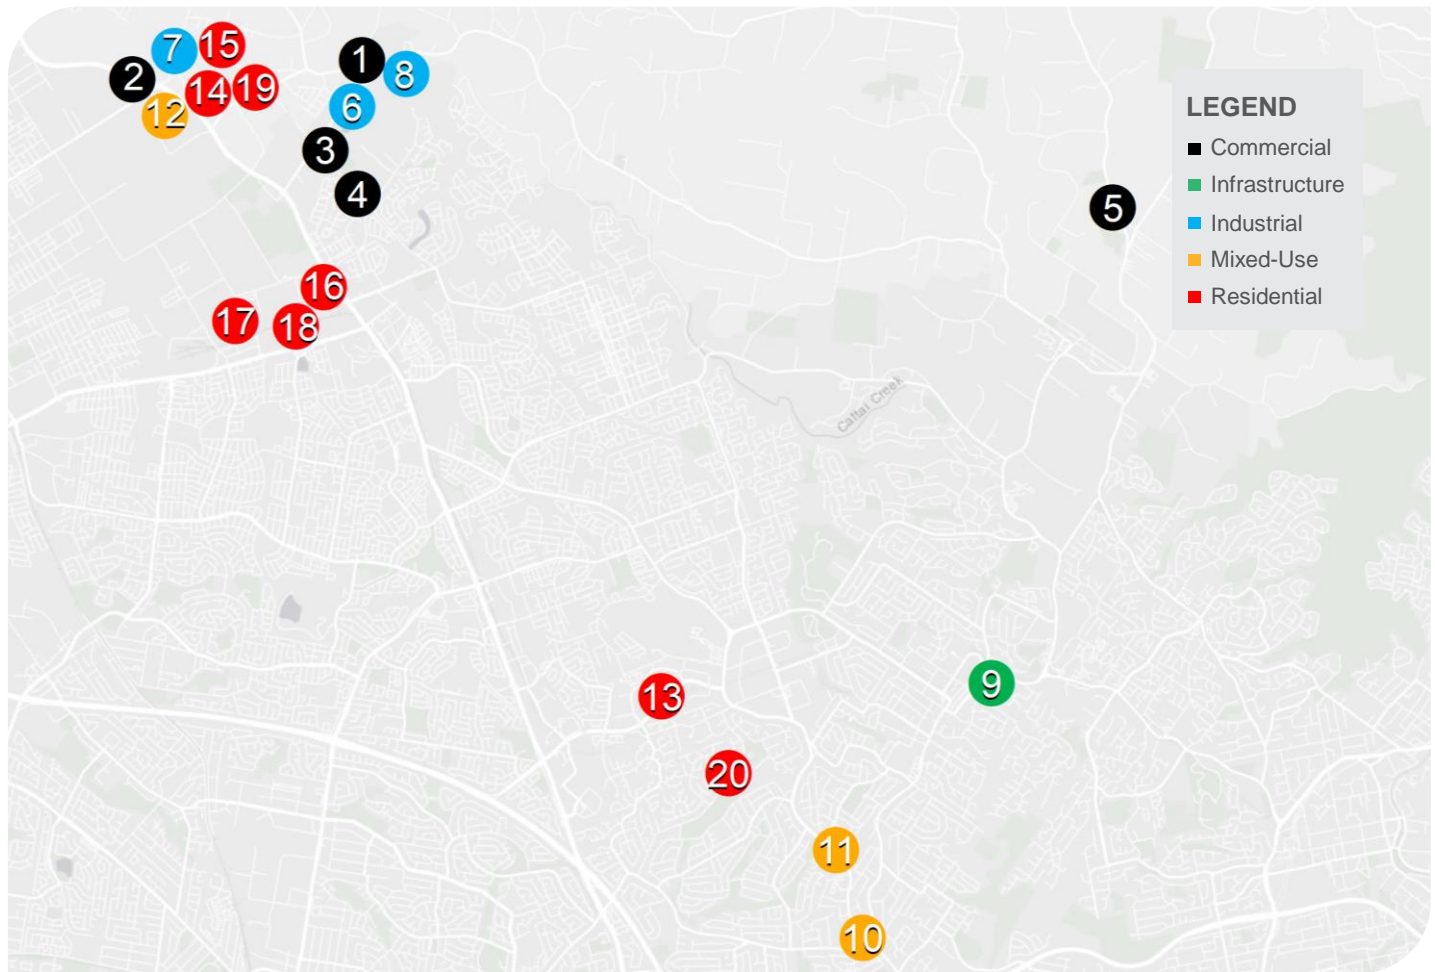 7
15
1
8
2
14
19
12
6
3
4
LEGEND
Commercial
Infrastructure
Industrial
Mixed-Use
Residential
5
16
17
18
Cattai Creek
13
9
20
11
10